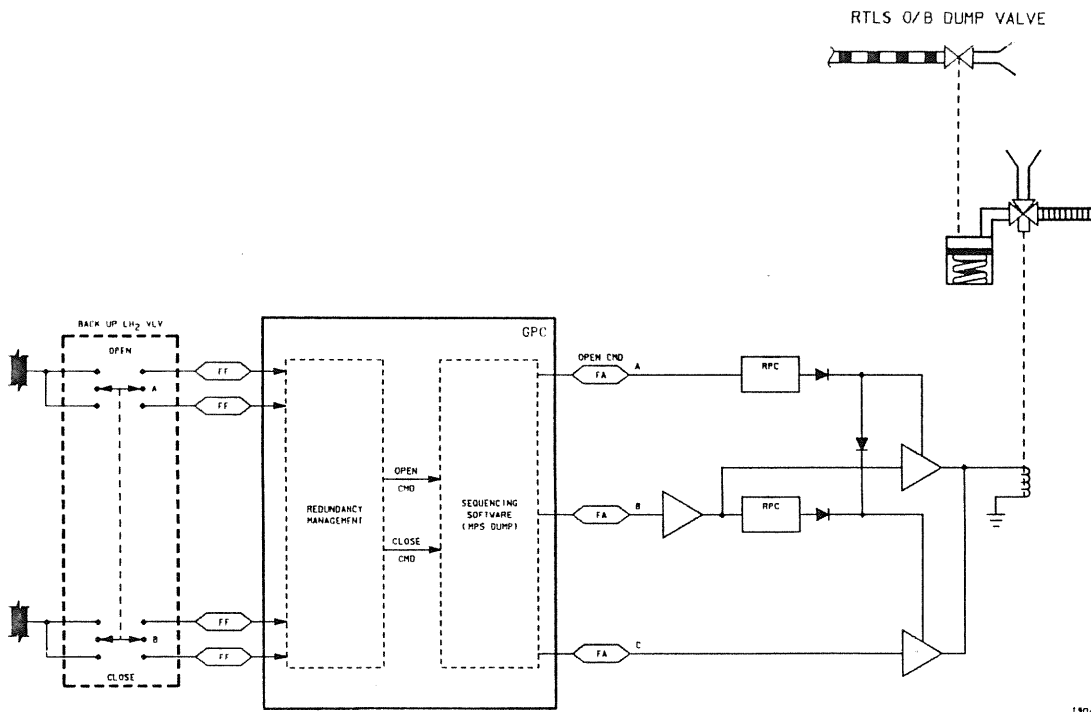 RTLS O/B DUMP VALVE
BACK UP LH2 VLV
OPEN
A
B
CLOSE
FF
FF
FF
FF
GPC
REDUNDANCY
MANAGEMENT
OPEN
CMD
CLOSE
CMD
SEQUENCING
SOFTWARE
(MPS DUMP)
OPEN CMD
FA
A
RPC
FA
B
RPC
FA
C